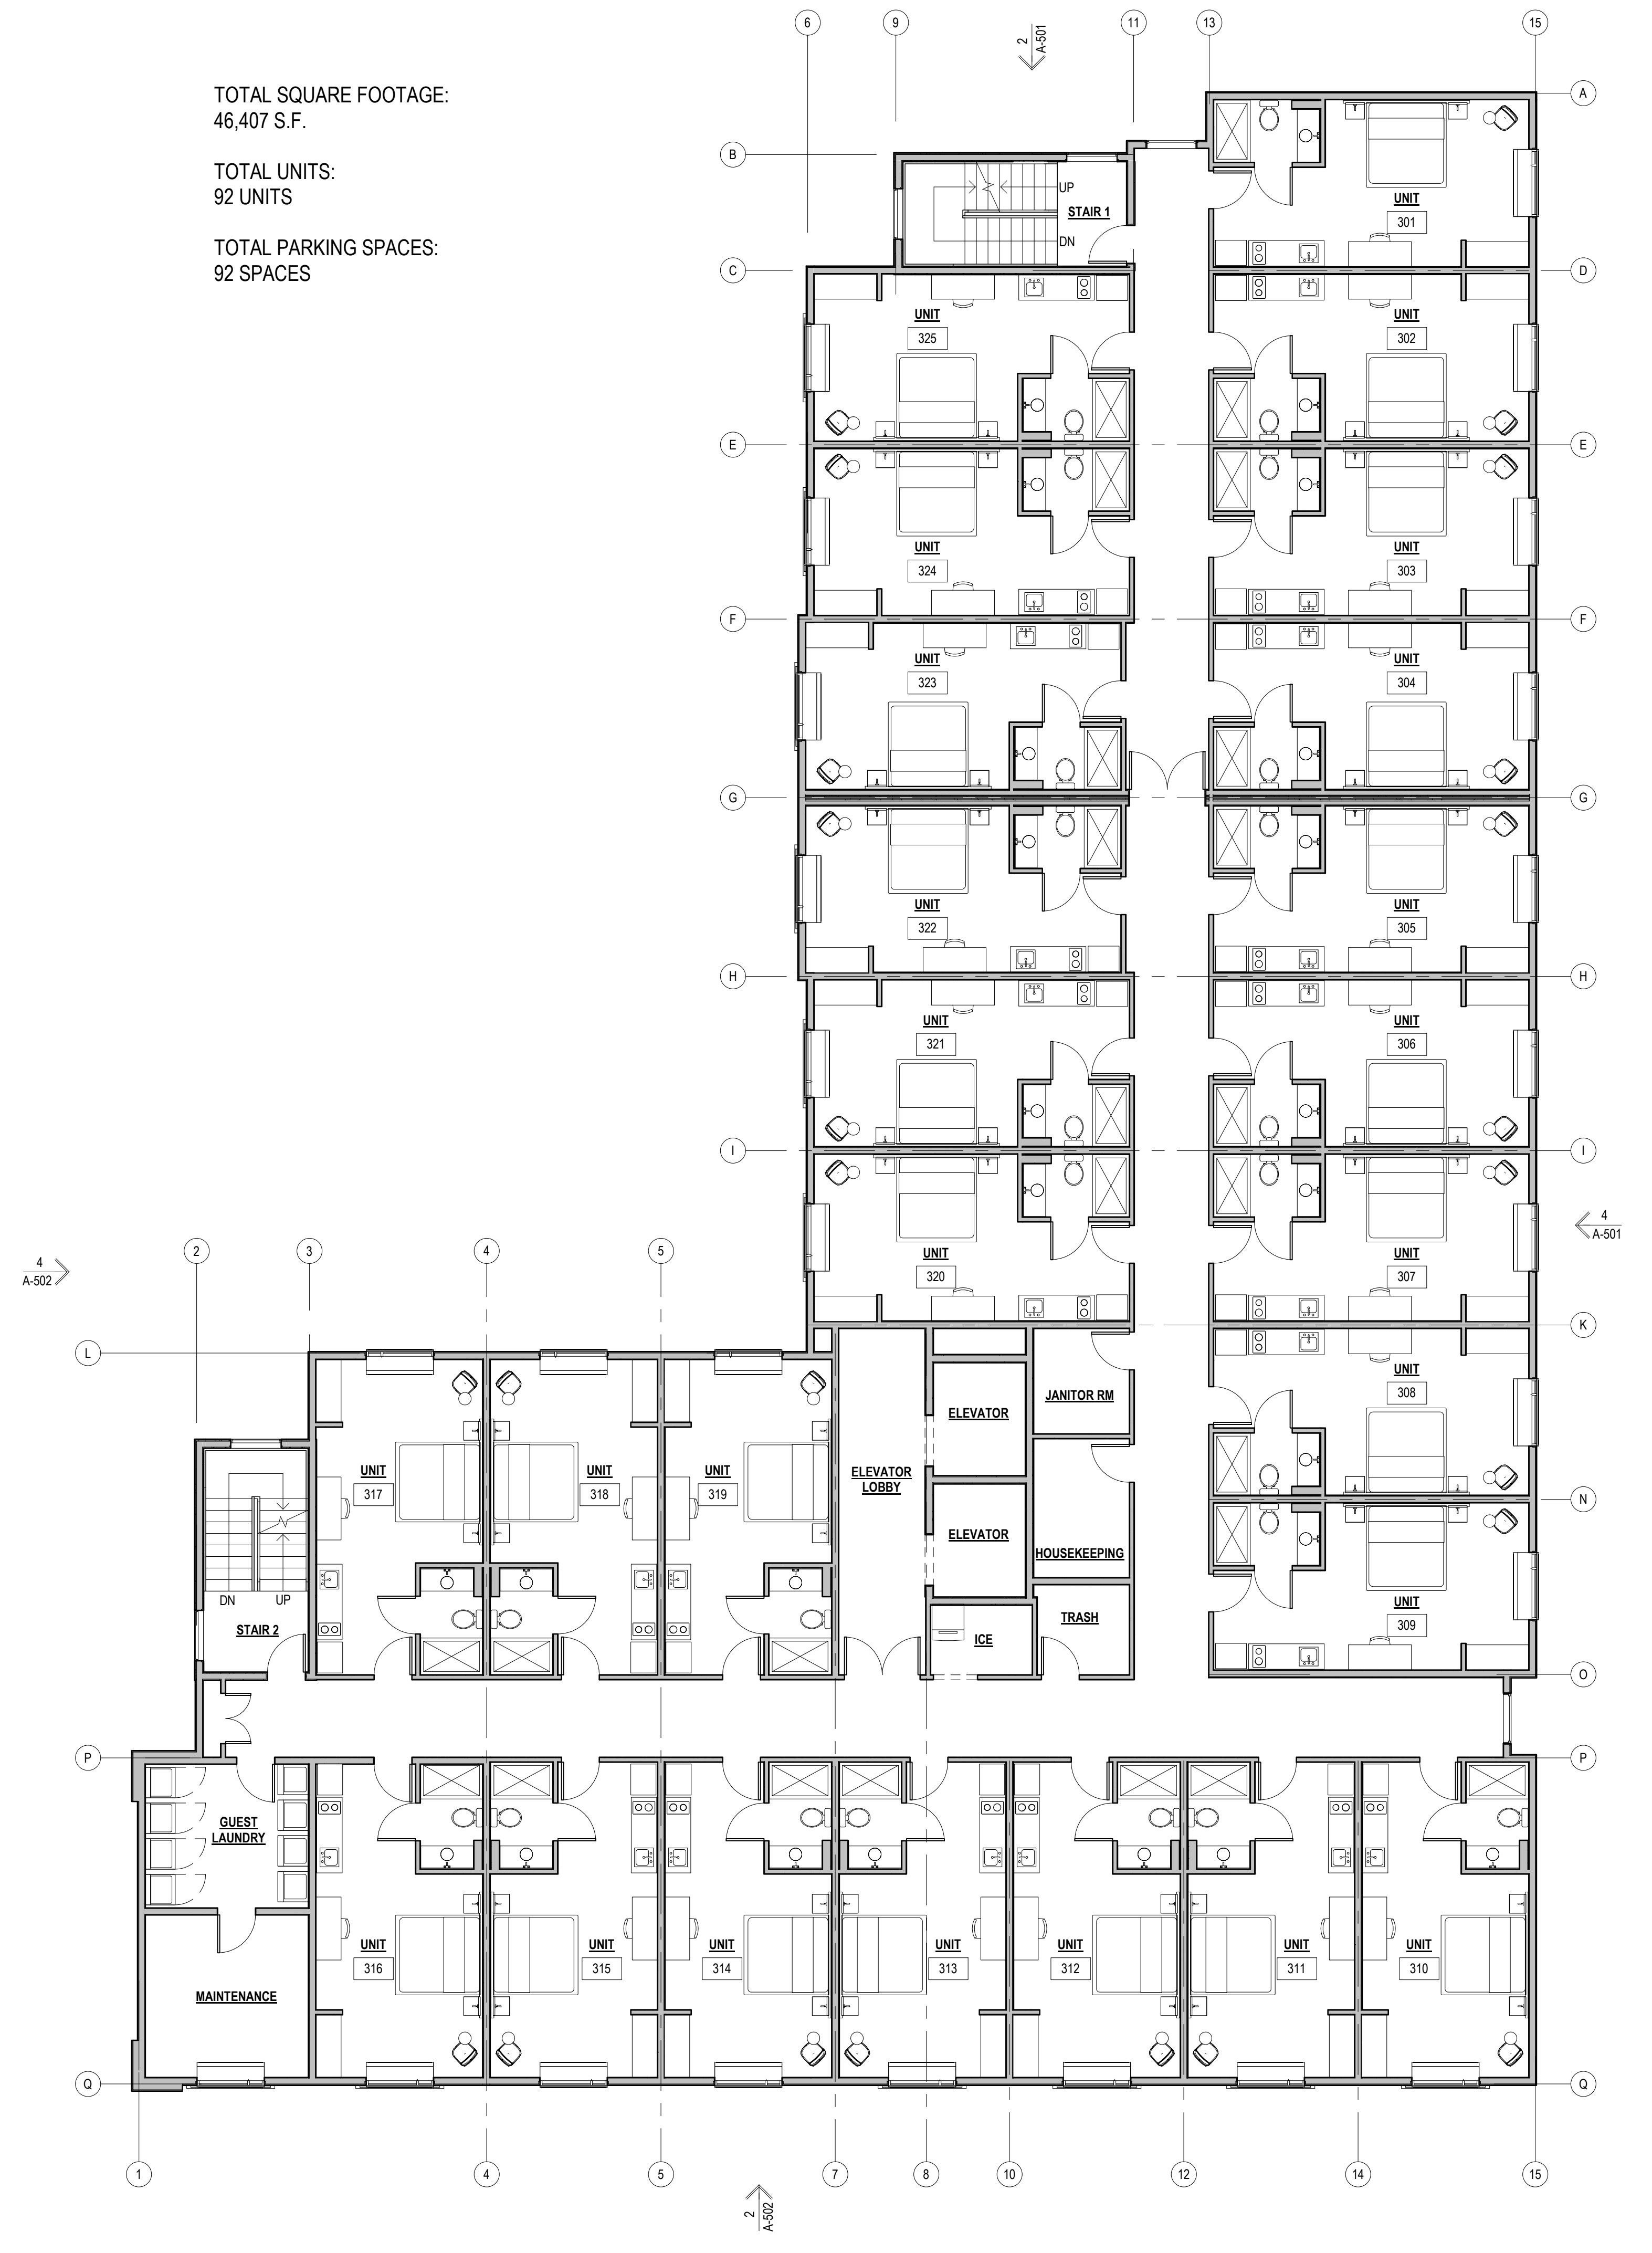 6
9
11
13
15
2
A-501
TOTAL SQUARE FOOTAGE:
46,407 S.F.
TOTAL UNITS:
92 UNITS
TOTAL PARKING SPACES:
92 SPACES
A
B
UP
STAIR 1
DN
UNIT
301
C
D
UNIT
325
UNIT
302
E
E
UNIT
324
UNIT
303
F
F
UNIT
323
UNIT
304
G
G
UNIT
322
UNIT
305
H
H
UNIT
321
UNIT
306
I
I
UNIT
320
UNIT
307
4
A-501
4
A-502
2
3
4
5
K
L
JANITOR RM
ELEVATOR
UNIT
308
UNIT
317
UNIT
318
UNIT
319
ELEVATOR
LOBBY
N
ELEVATOR
HOUSEKEEPING
DN
UP
STAIR 2
ICE
TRASH
UNIT
309
O
P
P
GUEST
LAUNDRY
UNIT
316
UNIT
315
UNIT
314
UNIT
313
UNIT
312
UNIT
311
UNIT
310
MAINTENANCE
Q
Q
1
4
5
7
8
10
12
14
15
2
A-502